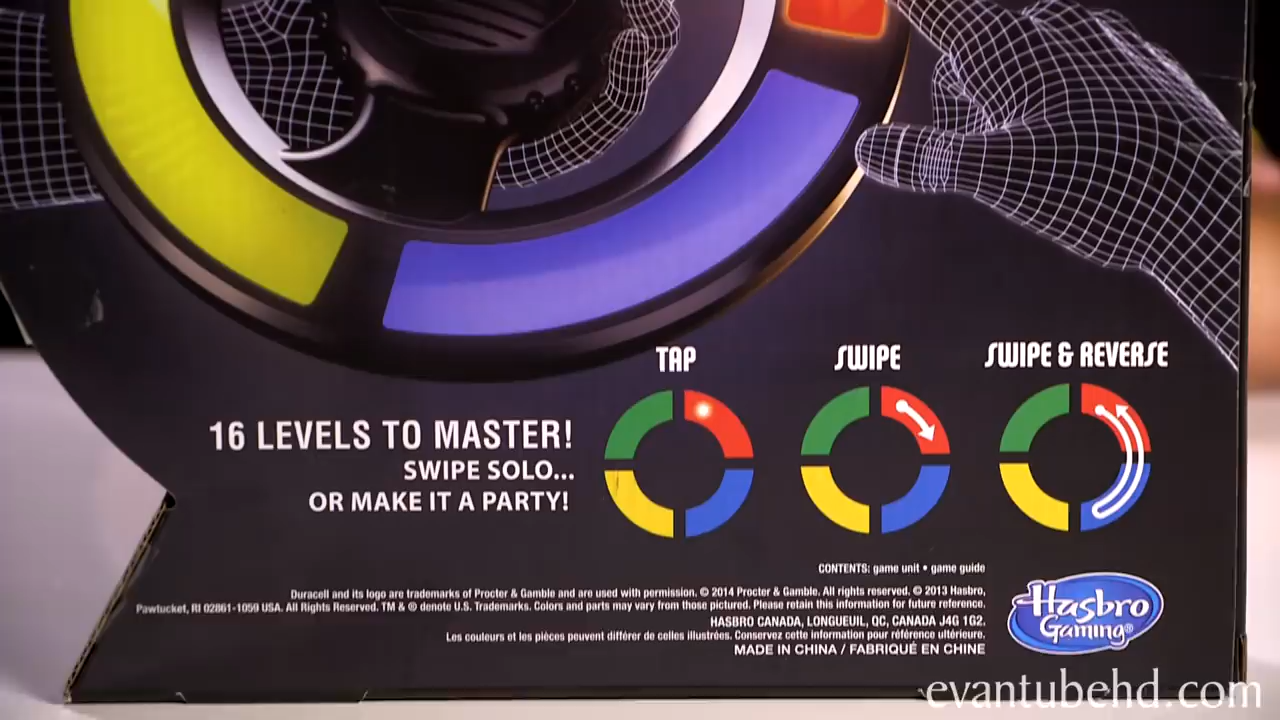 TAP
SWIPE
SWIPE & REVERSE
16 LEVELS TO MASTER!
SWIPE SOLO...
OR MAKE IT A PARTY!
CONTENTS: game unit • game guide
Duracell and its logo are trademarks of Procter & Gamble and are used with permission. © 2014 Procter & Gamble. All rights reserved. © 2013 Hasbro,
Pawtucket, RI 02861-1059 USA. All Rights Reserved. TM & ® denote U.S. Trademarks. Colors and parts may vary from those pictured. Please retain this information for future reference.
HASBRO CANADA, LONGUEUIL, QC, CANADA J4G 1G2.
Les couleurs et les pièces peuvent différer de celles illustrées. Conservez cette information pour référence ultérieure.
MADE IN CHINA / FABRIQUÉ EN CHINE
Hasbro
Gaming®
evantubehd.com